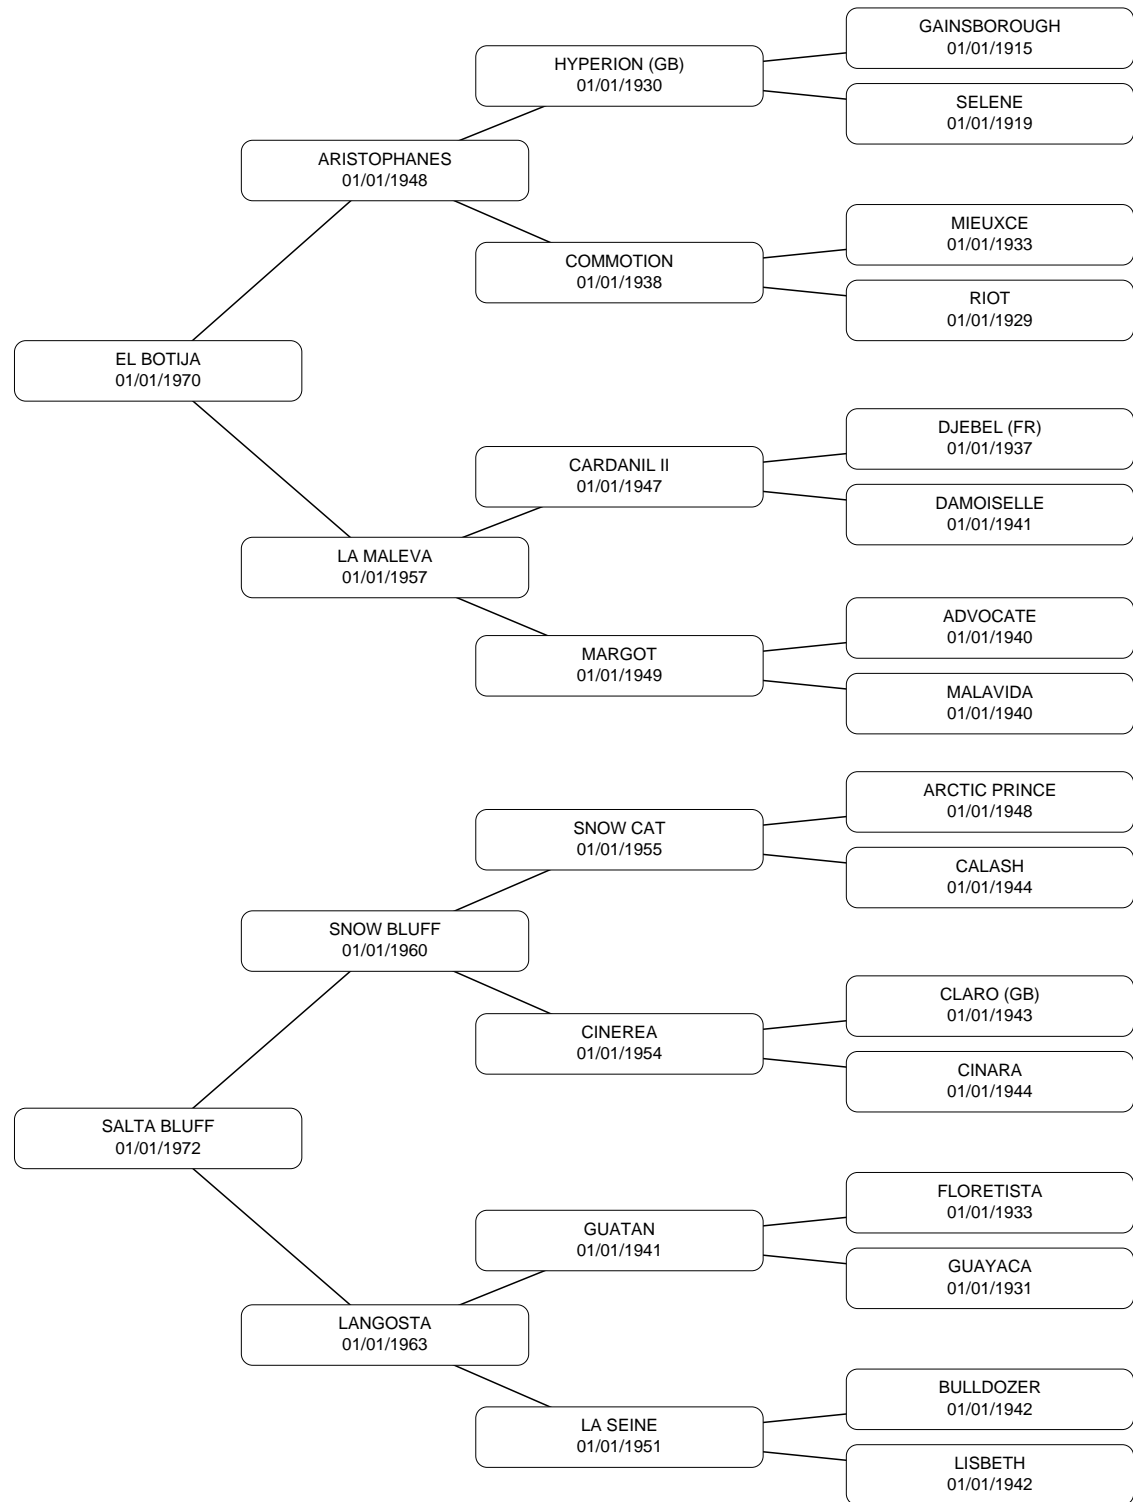 GAINSBOROUGH
01/01/1915
HYPERION (GB)
01/01/1930
SELENE
01/01/1919
ARISTOPHANES
01/01/1948
MIEUXCE
01/01/1933
COMMOTION
01/01/1938
RIOT
01/01/1929
EL BOTIJA
01/01/1970
DJEBEL (FR)
01/01/1937
CARDANIL II
01/01/1947
DAMOISELLE
01/01/1941
LA MALEVA
01/01/1957
ADVOCATE
01/01/1940
MARGOT
01/01/1949
MALAVIDA
01/01/1940
ARCTIC PRINCE
01/01/1948
SNOW CAT
01/01/1955
CALASH
01/01/1944
SNOW BLUFF
01/01/1960
CLARO (GB)
01/01/1943
CINEREA
01/01/1954
CINARA
01/01/1944
SALTA BLUFF
01/01/1972
FLORETISTA
01/01/1933
GUATAN
01/01/1941
GUAYACA
01/01/1931
LANGOSTA
01/01/1963
BULLDOZER
01/01/1942
LA SEINE
01/01/1951
LISBETH
01/01/1942